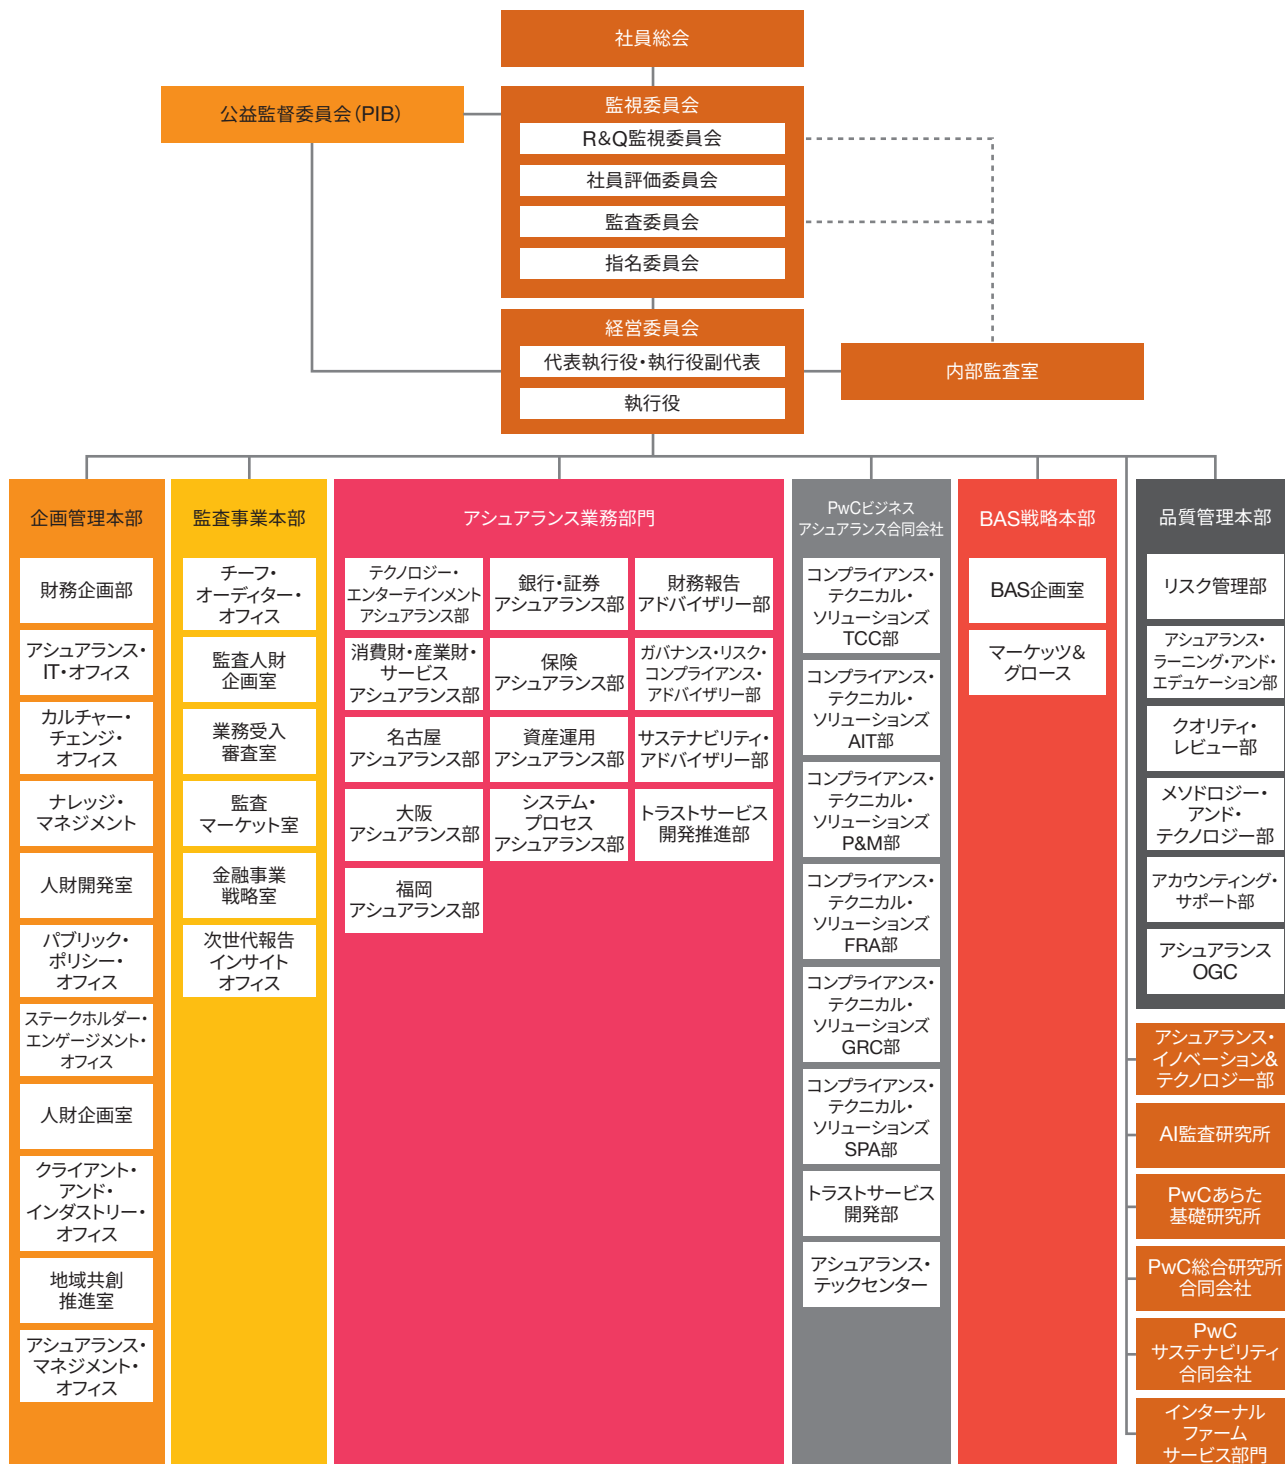 社員総会
公益監督委員会（PIB）
監視委員会
R&Q監視委員会
社員評価委員会
監査委員会
指名委員会
経営委員会
代表執行役・執行役副代表
執行役
内部監査室
企画管理本部
財務企画部
アシュアランス・
IT・オフィス
カルチャー・
チェンジ・
オフィス
ナレッジ・
マネジメント
人財開発室
パブリック・
ポリシー・
オフィス
ステークホルダー・
エンゲージメント・
オフィス
人財企画室
クライアント・
アンド・
インダストリー・
オフィス
地域共創
推進室
アシュアランス・
マネジメント・
オフィス
監査事業本部
チーフ・
オーディター・
オフィス
監査人財
企画室
業務受入
審査室
監査
マーケット室
金融事業
戦略室
次世代報告
インサイト
オフィス
アシュアランス業務部門
テクノロジー・
エンターテインメント
アシュアランス部
消費財・産業財・
サービス
アシュアランス部
名古屋
アシュアランス部
大阪
アシュアランス部
福岡
アシュアランス部
銀行・証券
アシュアランス部
保険
アシュアランス部
資産運用
アシュアランス部
システム・
プロセス
アシュアランス部
財務報告
アドバイザリー部
ガバナンス・リスク・
コンプライアンス・
アドバイザリー部
サステナビリティ・
アドバイザリー部
トラストサービス
開発推進部
PwCビジネス
アシュアランス合同会社
コンプライアンス・
テクニカル・
ソリューションズ
TCC部
コンプライアンス・
テクニカル・
ソリューションズ
AIT部
コンプライアンス・
テクニカル・
ソリューションズ
P&M部
コンプライアンス・
テクニカル・
ソリューションズ
FRA部
コンプライアンス・
テクニカル・
ソリューションズ
GRC部
コンプライアンス・
テクニカル・
ソリューションズ
SPA部
トラストサービス
開発部
アシュアランス・
テックセンター
BAS戦略本部
BAS企画室
マーケッツ&
グロース
品質管理本部
リスク管理部
アシュアランス・
ラーニング・アンド・
エデュケーション部
クオリティ・
レビュー部
メソドロジー・
アンド・
テクノロジー部
アカウンティング・
サポート部
アシュアランス
OGC
アシュアランス・
イノベーション&
テクノロジー部
AI監査研究所
PwCあらた
基礎研究所
PwC総合研究所
合同会社
PwC
サステナビリティ
合同会社
インターナル
ファーム
サービス部門